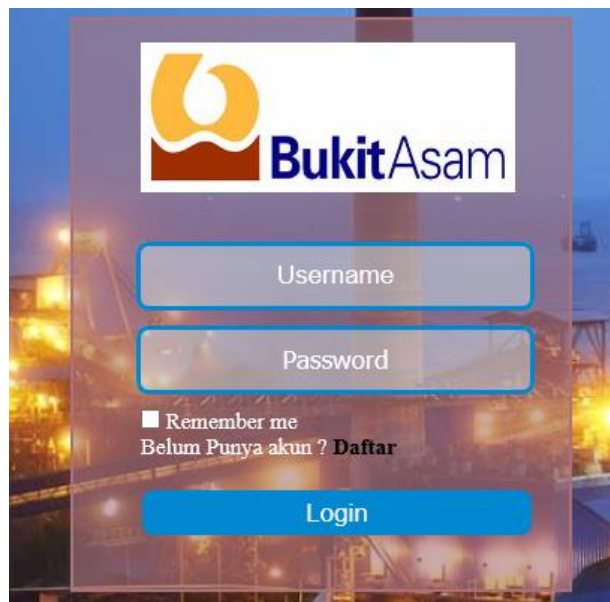 BukitAsam
Username
Password
Remember me
Belum Punya akun ? Daftar
Login